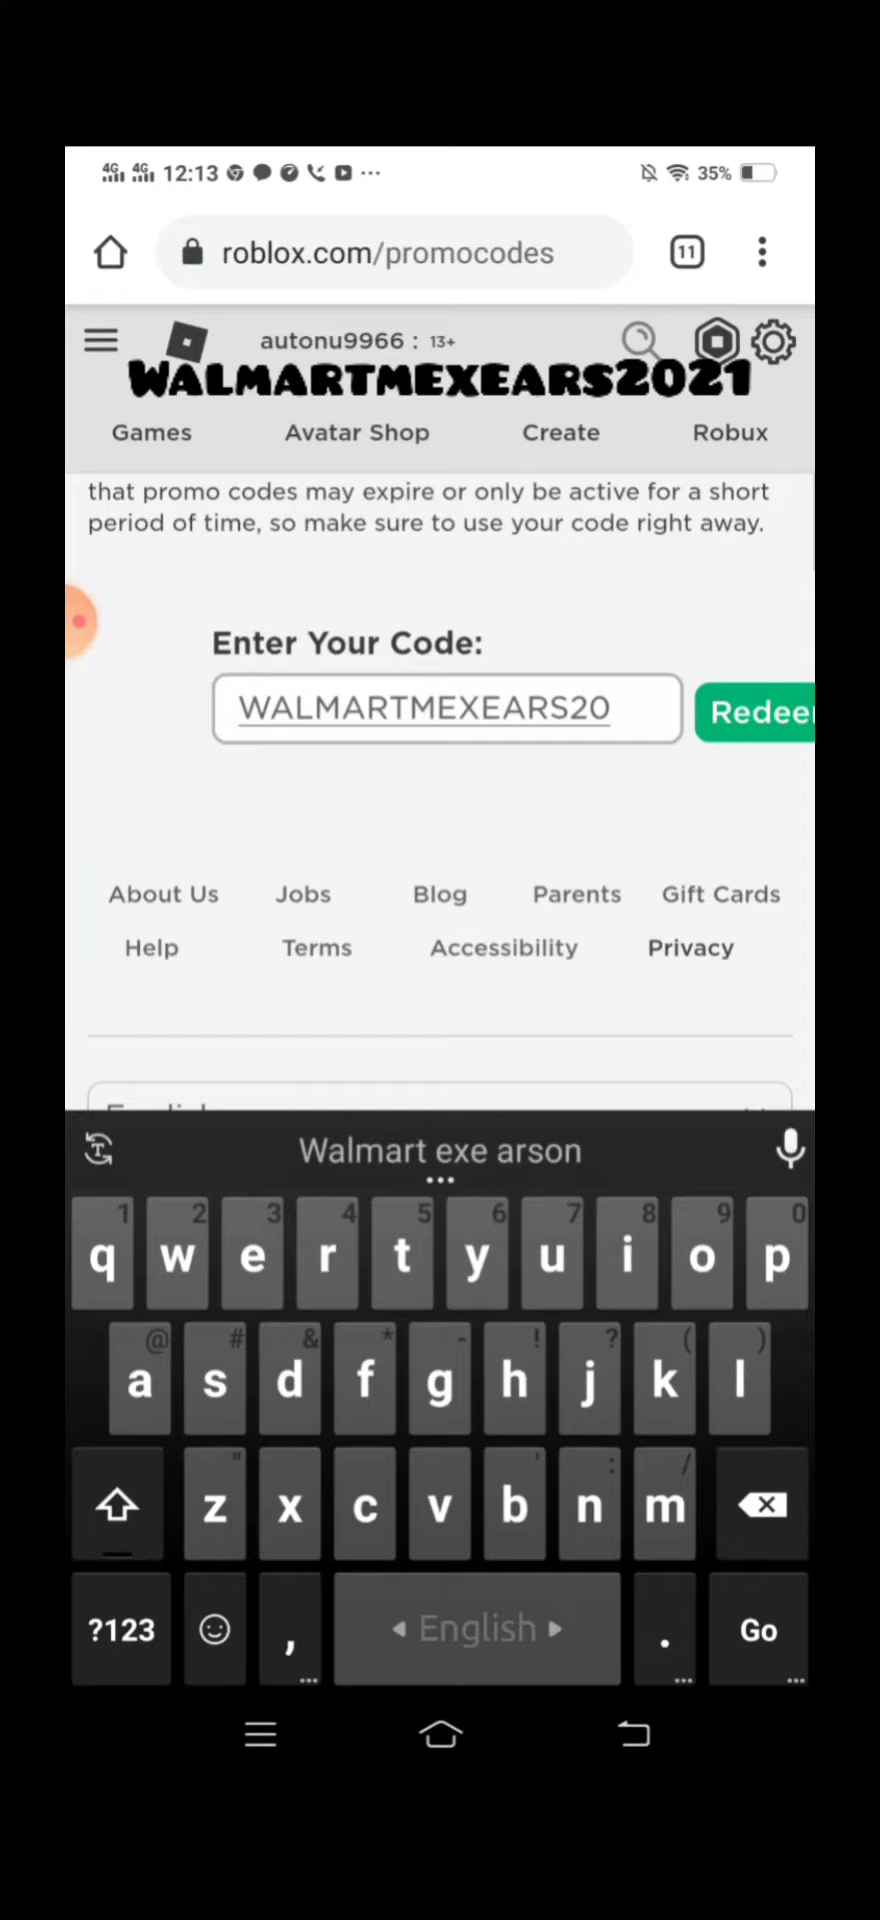 4G 4G 12:13 35%
roblox.com/promocodes 11
autonu9966 : 13+
WALMARTMEXEARS2021
Games Avatar Shop Create Robux
that promo codes may expire or only be active for a short
period of time, so make sure to use your code right away.
Enter Your Code:
WALMARTMEXEARS20 Redee
About Us Jobs Blog Parents Gift Cards
Help Terms Accessibility Privacy
Walmart exe arson
1 2 3 4 5 6 7 8 9 0
q w e r t y u i o p
@ # & * - ! ? ( )
a s d f g h j k l
" ' : /
z x c v b n m
?123 , English . Go